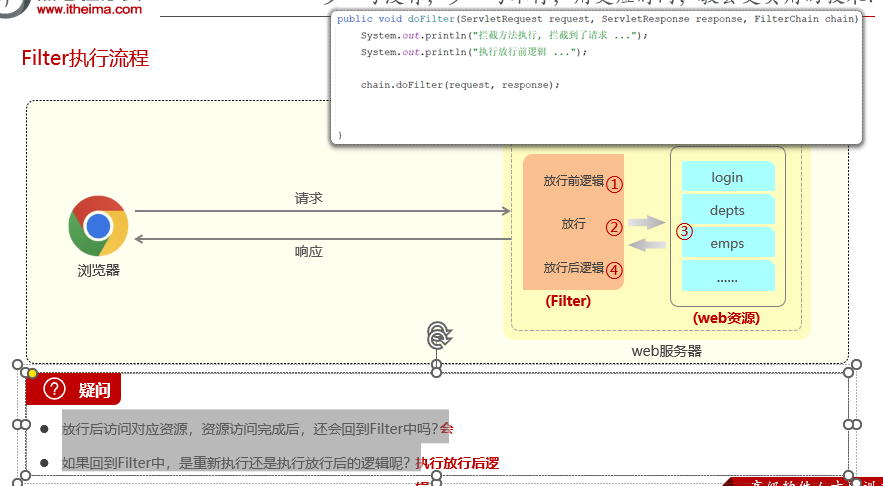 www.itheima.com
public void doFilter(ServletRequest request, ServletResponse response, FilterChain chain)
System.out.println("拦截方法执行, 拦截到了请求 ...");
System.out.println("执行放行前逻辑 ...");
chain.doFilter(request, response);
}
Filter执行流程
请求
响应
浏览器
放行前逻辑 ①
放行 ②
放行后逻辑 ④
(Filter)
③
login
depts
emps
......
(web资源)
web服务器
? 疑问
● 放行后访问对应资源，资源访问完成后，还会回到Filter中吗?会
● 如果回到Filter中，是重新执行还是执行放行后的逻辑呢? 执行放行后逻